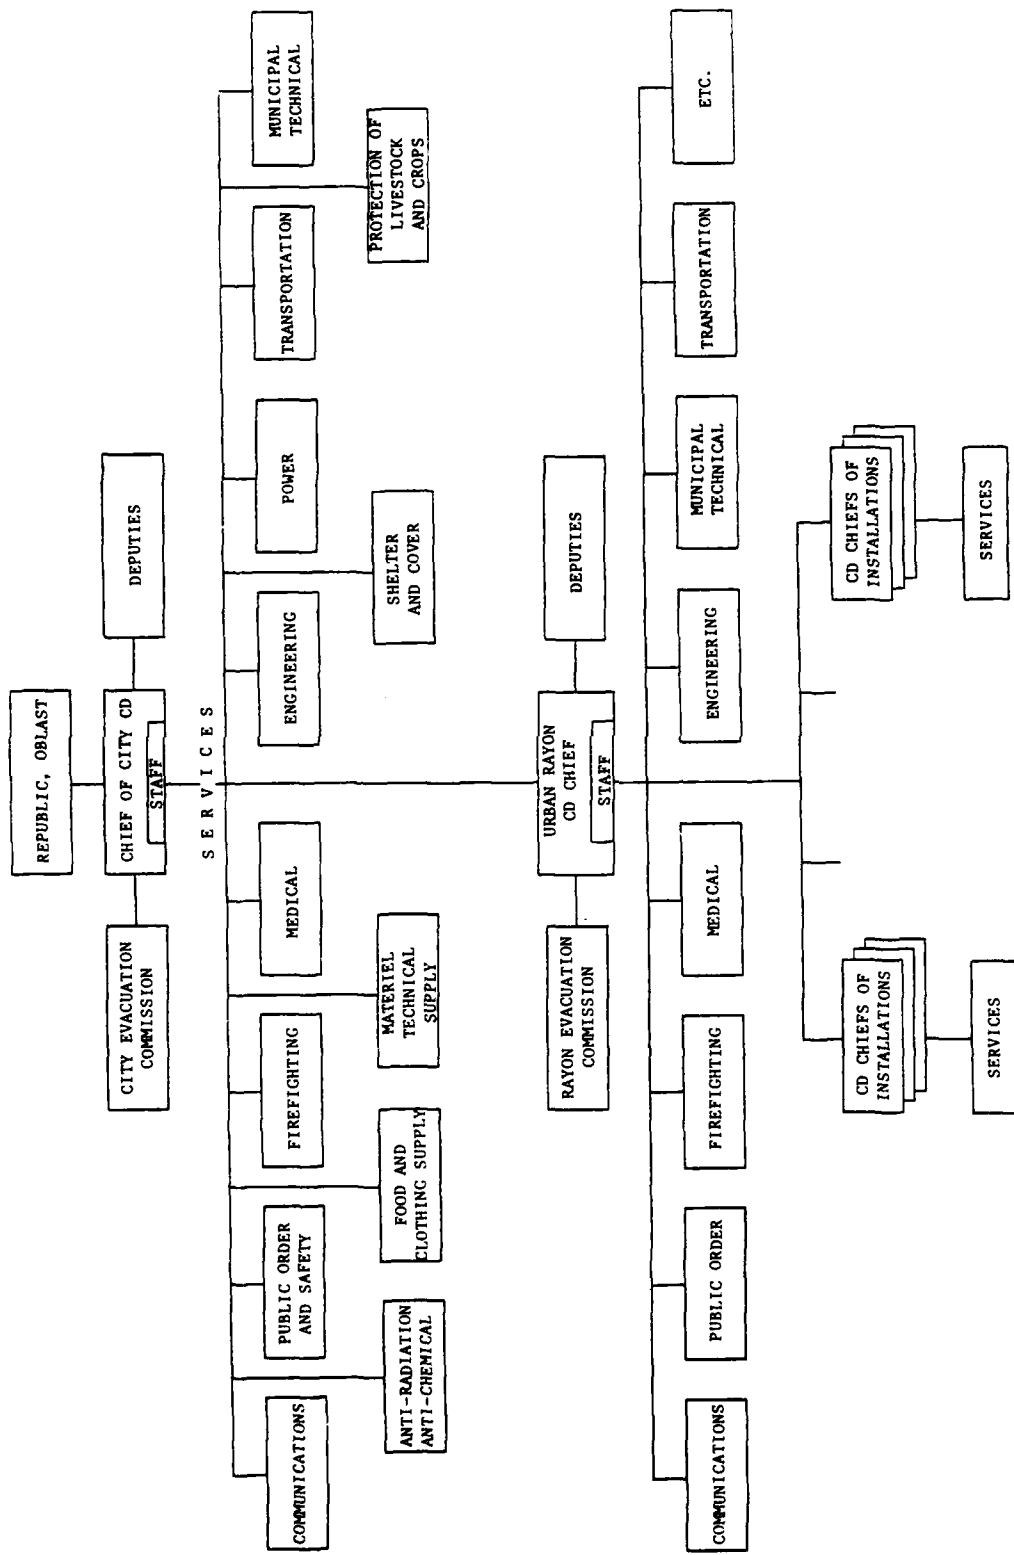 REPUBLIC, OBLAST
CITY EVACUATION
COMMISSION
CHIEF OF CITY CD
STAFF
DEPUTIES
SERVICES
COMMUNICATIONS
PUBLIC ORDER
AND SAFETY
FIREFIGHTING
MEDICAL
ENGINEERING
POWER
TRANSPORTATION
MUNICIPAL
TECHNICAL
ANTI-RADIATION
ANTI-CHEMICAL
FOOD AND
CLOTHING SUPPLY
MATERIEL
TECHNICAL
SUPPLY
SHELTER
AND COVER
PROTECTION OF
LIVESTOCK
AND CROPS
RAYON EVACUATION
COMMISSION
URBAN RAYON
CD CHIEF
STAFF
DEPUTIES
COMMUNICATIONS
PUBLIC ORDER
FIREFIGHTING
MEDICAL
ENGINEERING
MUNICIPAL
TECHNICAL
TRANSPORTATION
ETC.
CD CHIEFS OF
INSTALLATIONS
CD CHIEFS OF
INSTALLATIONS
SERVICES
SERVICES